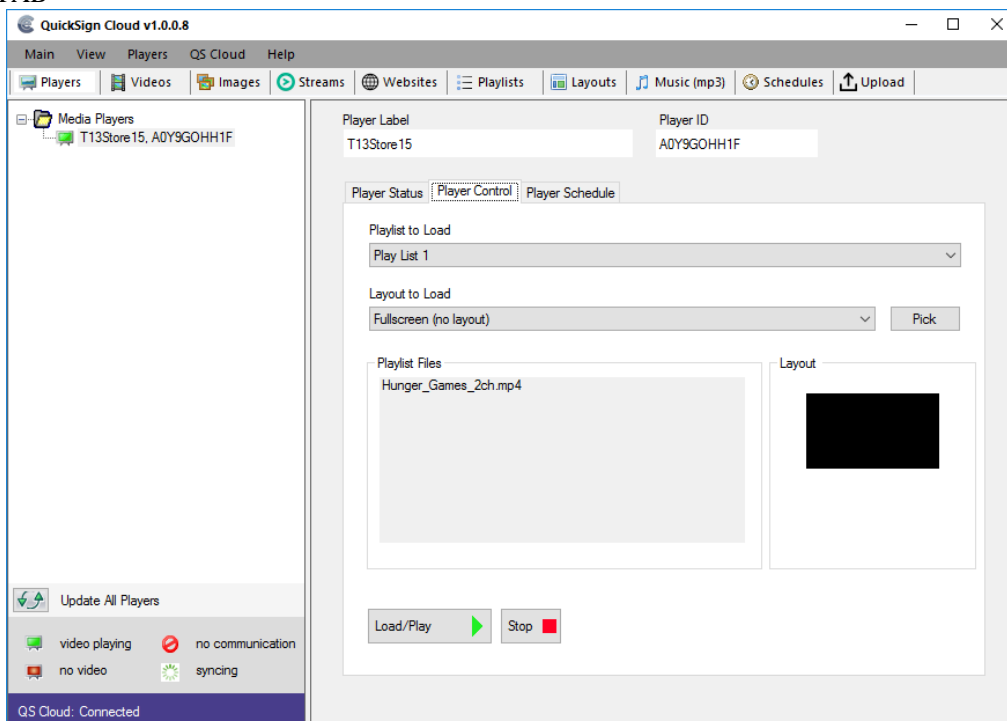 QuickSign Cloud v1.0.0.8
Main View Players QS Cloud Help
Players Videos Images Streams Websites Playlists Layouts Music (mp3) Schedules Upload
Media Players
T13Store15, A0Y9GOHH1F
Player Label Player ID
T13Store15 A0Y9GOHH1F
Player Status Player Control Player Schedule
Playlist to Load
Play List 1
Layout to Load
Fullscreen (no layout) Pick
Playlist Files Layout
Hunger_Games_2ch.mp4
Update All Players
Load/Play Stop
video playing no communication
no video syncing
QS Cloud: Connected